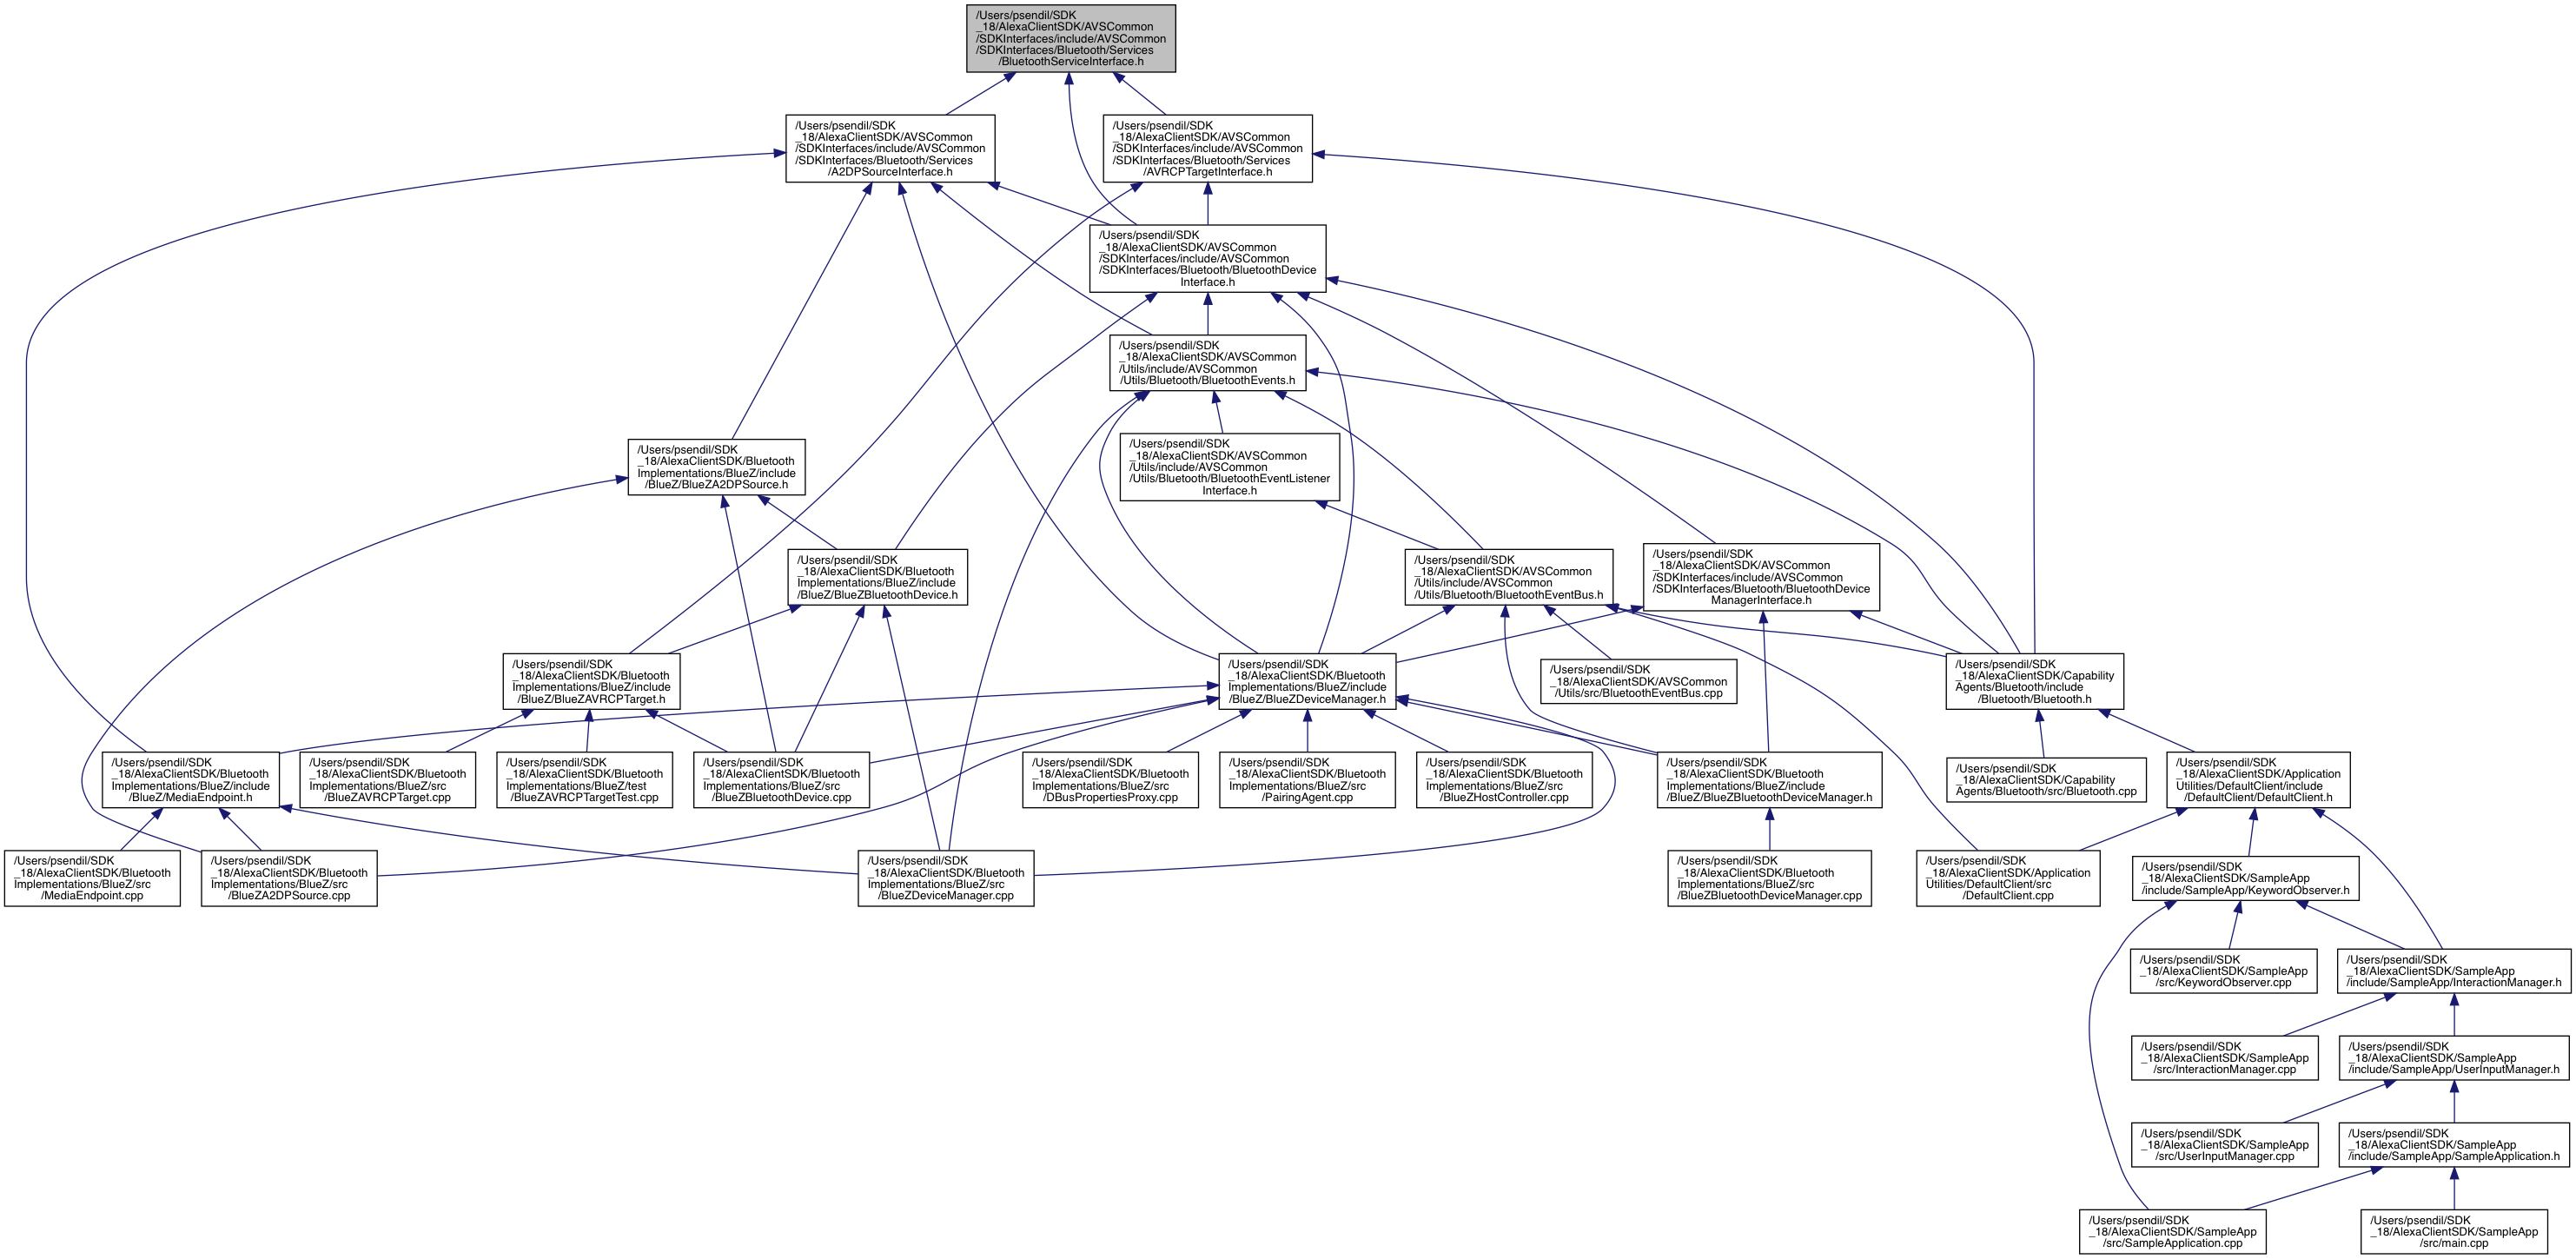 /Users/psendil/SDK
_18/AlexaClientSDK/AVSCommon
/SDKInterfaces/include/AVSCommon
/SDKInterfaces/Bluetooth/Services
/BluetoothServiceInterface.h
/Users/psendil/SDK
_18/AlexaClientSDK/AVSCommon
/SDKInterfaces/include/AVSCommon
/SDKInterfaces/Bluetooth/Services
/A2DPSourceInterface.h
/Users/psendil/SDK
_18/AlexaClientSDK/AVSCommon
/SDKInterfaces/include/AVSCommon
/SDKInterfaces/Bluetooth/Services
/AVRCPTargetInterface.h
/Users/psendil/SDK
_18/AlexaClientSDK/AVSCommon
/SDKInterfaces/include/AVSCommon
/SDKInterfaces/Bluetooth/BluetoothDevice
Interface.h
/Users/psendil/SDK
_18/AlexaClientSDK/AVSCommon
/Utils/include/AVSCommon
/Utils/Bluetooth/BluetoothEvents.h
/Users/psendil/SDK
_18/AlexaClientSDK/Bluetooth
Implementations/BlueZ/include
/BlueZ/BlueZA2DPSource.h
/Users/psendil/SDK
_18/AlexaClientSDK/AVSCommon
/Utils/include/AVSCommon
/Utils/Bluetooth/BluetoothEventListener
Interface.h
/Users/psendil/SDK
_18/AlexaClientSDK/Bluetooth
Implementations/BlueZ/include
/BlueZ/BlueZBluetoothDevice.h
/Users/psendil/SDK
_18/AlexaClientSDK/AVSCommon
/Utils/include/AVSCommon
/Utils/Bluetooth/BluetoothEventBus.h
/Users/psendil/SDK
_18/AlexaClientSDK/AVSCommon
/SDKInterfaces/include/AVSCommon
/SDKInterfaces/Bluetooth/BluetoothDevice
ManagerInterface.h
/Users/psendil/SDK
_18/AlexaClientSDK/Bluetooth
Implementations/BlueZ/include
/BlueZ/BlueZAVRCPTarget.h
/Users/psendil/SDK
_18/AlexaClientSDK/Bluetooth
Implementations/BlueZ/include
/BlueZ/BlueZDeviceManager.h
/Users/psendil/SDK
_18/AlexaClientSDK/AVSCommon
/Utils/src/BluetoothEventBus.cpp
/Users/psendil/SDK
_18/AlexaClientSDK/Capability
Agents/Bluetooth/include
/Bluetooth/Bluetooth.h
/Users/psendil/SDK
_18/AlexaClientSDK/Bluetooth
Implementations/BlueZ/include
/BlueZ/MediaEndpoint.h
/Users/psendil/SDK
_18/AlexaClientSDK/Bluetooth
Implementations/BlueZ/src
/BlueZAVRCPTarget.cpp
/Users/psendil/SDK
_18/AlexaClientSDK/Bluetooth
Implementations/BlueZ/test
/BlueZAVRCPTargetTest.cpp
/Users/psendil/SDK
_18/AlexaClientSDK/Bluetooth
Implementations/BlueZ/src
/BlueZBluetoothDevice.cpp
/Users/psendil/SDK
_18/AlexaClientSDK/Bluetooth
Implementations/BlueZ/src
/DBusPropertiesProxy.cpp
/Users/psendil/SDK
_18/AlexaClientSDK/Bluetooth
Implementations/BlueZ/src
/PairingAgent.cpp
/Users/psendil/SDK
_18/AlexaClientSDK/Bluetooth
Implementations/BlueZ/src
/BlueZHostController.cpp
/Users/psendil/SDK
_18/AlexaClientSDK/Bluetooth
Implementations/BlueZ/include
/BlueZ/BlueZBluetoothDeviceManager.h
/Users/psendil/SDK
_18/AlexaClientSDK/Capability
Agents/Bluetooth/src/Bluetooth.cpp
/Users/psendil/SDK
_18/AlexaClientSDK/Application
Utilities/DefaultClient/include
/DefaultClient/DefaultClient.h
/Users/psendil/SDK
_18/AlexaClientSDK/Bluetooth
Implementations/BlueZ/src
/MediaEndpoint.cpp
/Users/psendil/SDK
_18/AlexaClientSDK/Bluetooth
Implementations/BlueZ/src
/BlueZA2DPSource.cpp
/Users/psendil/SDK
_18/AlexaClientSDK/Bluetooth
Implementations/BlueZ/src
/BlueZDeviceManager.cpp
/Users/psendil/SDK
_18/AlexaClientSDK/Bluetooth
Implementations/BlueZ/src
/BlueZBluetoothDeviceManager.cpp
/Users/psendil/SDK
_18/AlexaClientSDK/Application
Utilities/DefaultClient/src
/DefaultClient.cpp
/Users/psendil/SDK
_18/AlexaClientSDK/SampleApp
/include/SampleApp/KeywordObserver.h
/Users/psendil/SDK
_18/AlexaClientSDK/SampleApp
/src/KeywordObserver.cpp
/Users/psendil/SDK
_18/AlexaClientSDK/SampleApp
/include/SampleApp/InteractionManager.h
/Users/psendil/SDK
_18/AlexaClientSDK/SampleApp
/src/InteractionManager.cpp
/Users/psendil/SDK
_18/AlexaClientSDK/SampleApp
/include/SampleApp/UserInputManager.h
/Users/psendil/SDK
_18/AlexaClientSDK/SampleApp
/src/UserInputManager.cpp
/Users/psendil/SDK
_18/AlexaClientSDK/SampleApp
/include/SampleApp/SampleApplication.h
/Users/psendil/SDK
_18/AlexaClientSDK/SampleApp
/src/SampleApplication.cpp
/Users/psendil/SDK
_18/AlexaClientSDK/SampleApp
/src/main.cpp